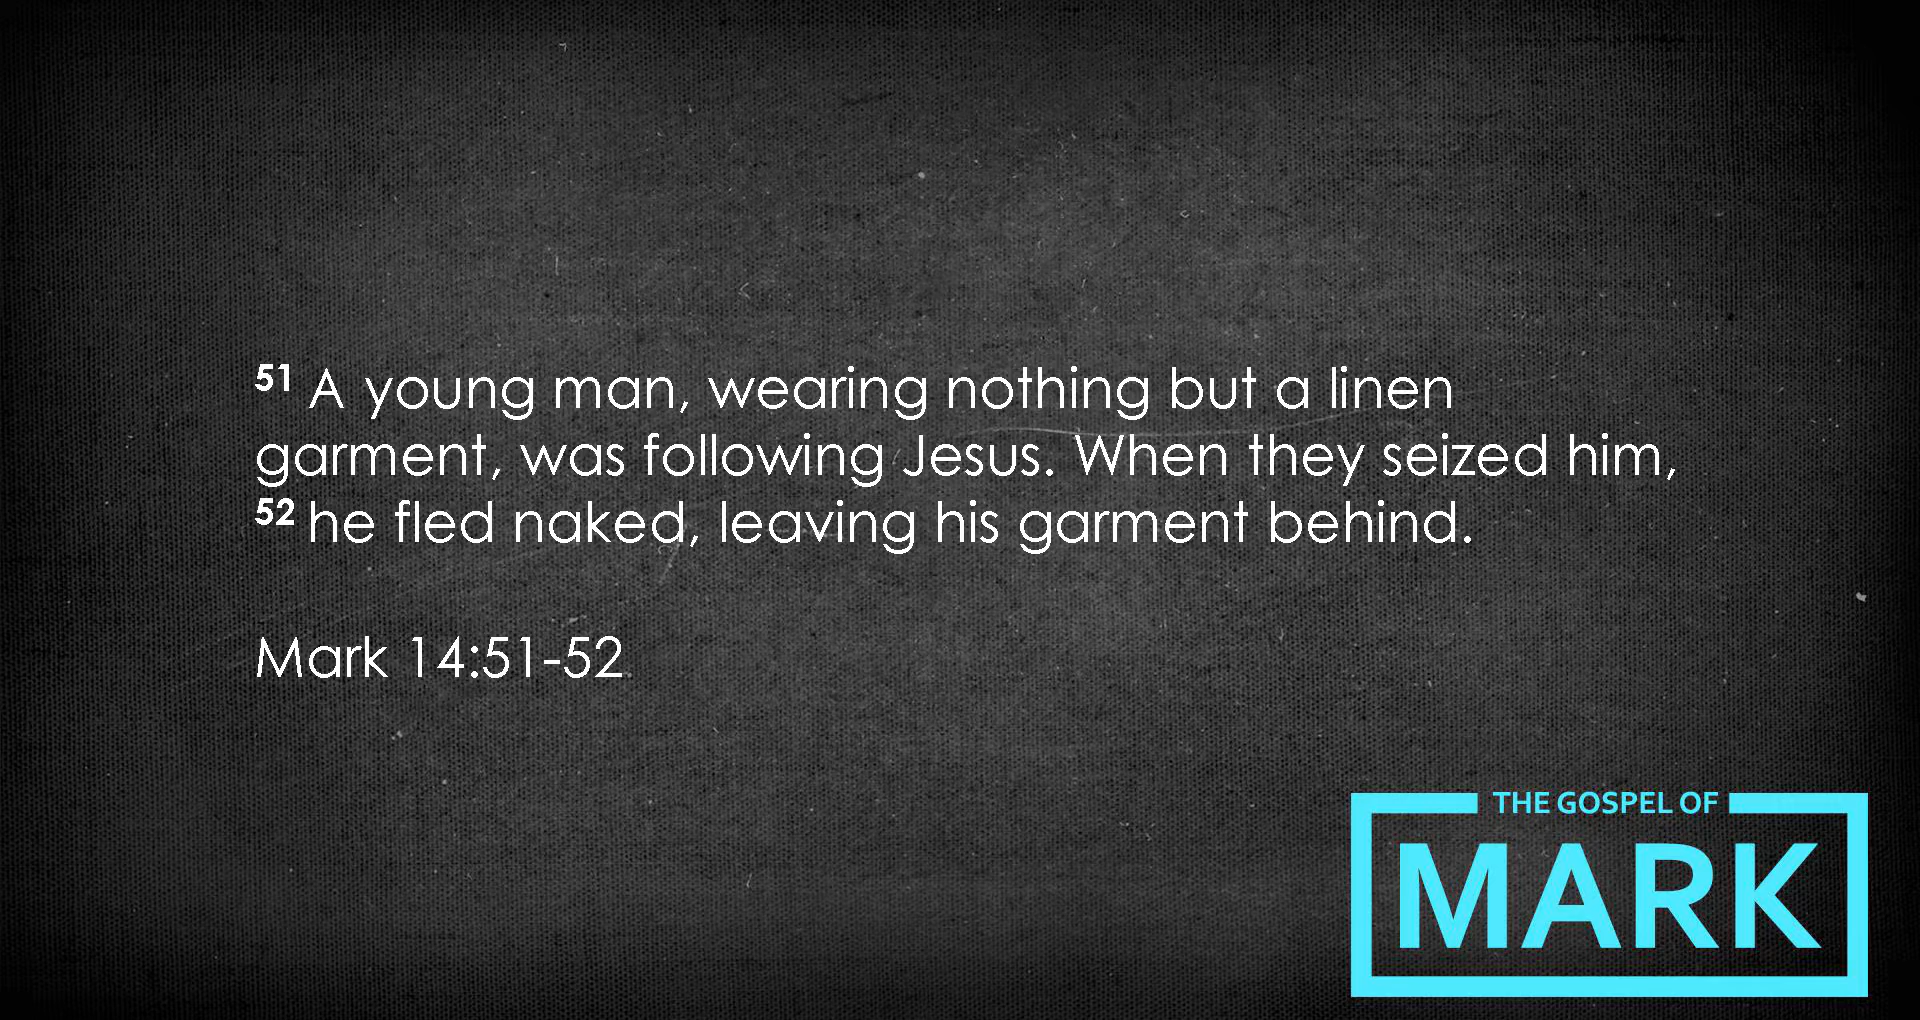 51 A young man, wearing nothing but a linen
garment, was following Jesus. When they seized him,
52 he fled naked, leaving his garment behind.
Mark 14:51-52
THE GOSPEL OF
MARK